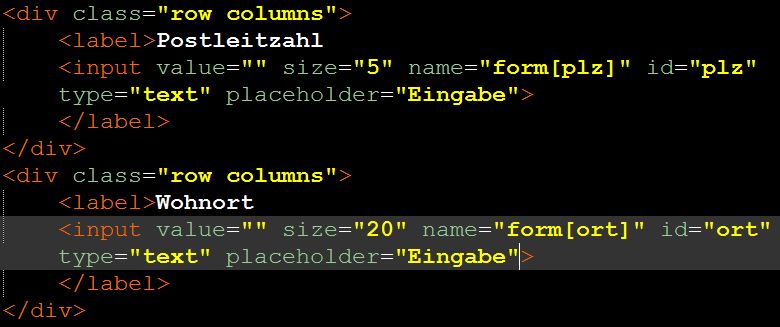 <div class="row columns">
<label>Postleitzahl
<input value="" size="5" name="form[plz]" id="plz"
type="text" placeholder="Eingabe">
</label>
</div>
<div class="row columns">
<label>Wohnort
<input value="" size="20" name="form[ort]" id="ort"
type="text" placeholder="Eingabe">
</label>
</div>